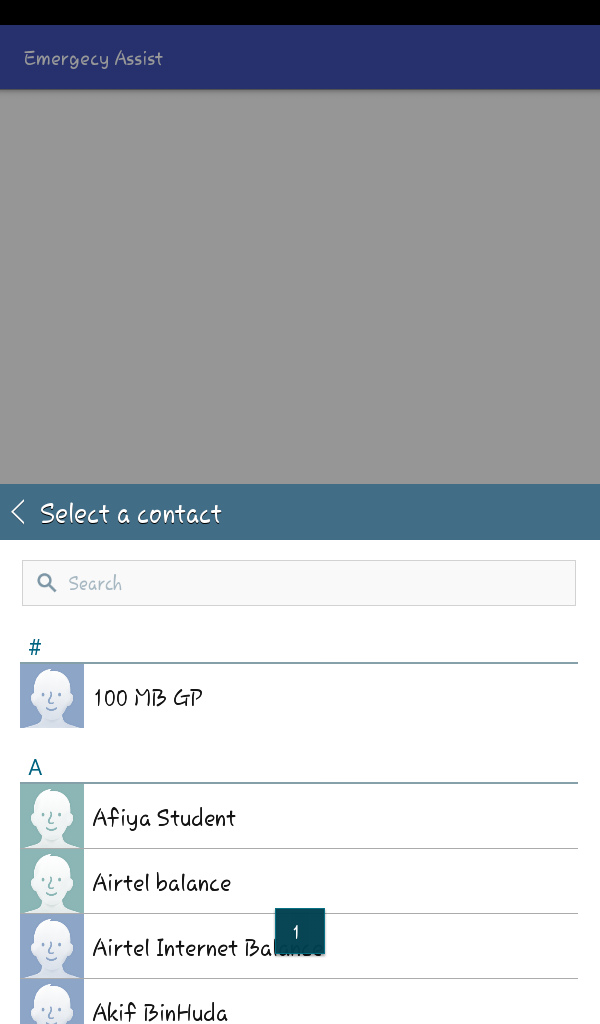 Emergecy Assist
Select a contact
Search
#
100 MB GP
A
Afiya Student
Airtel balance
Airtel Internet Balance
1
Akif BinHuda